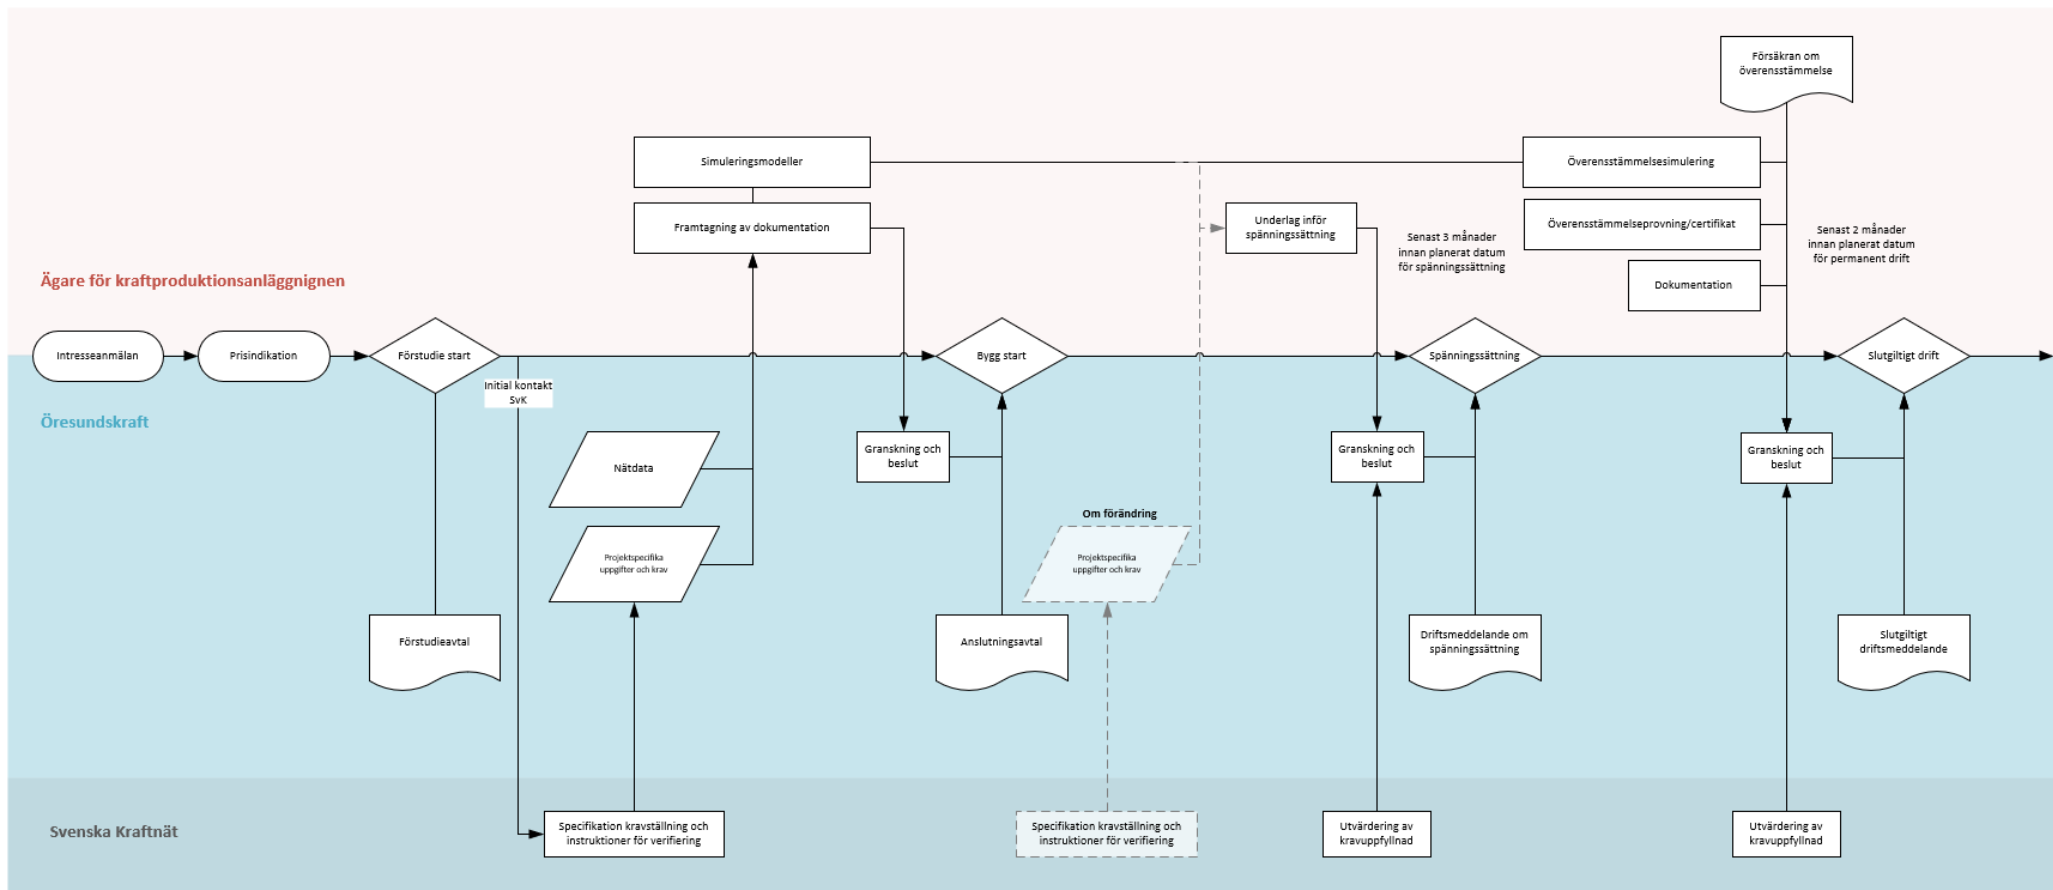 Försäkran om
överensstämmelse
Simuleringsmodeller
Överensstämmelsesimulering
Framtagning av dokumentation
Underlag inför
spänningssättning
Senast 3 månader
innan planerat datum
för spänningssättning
Överensstämmelseprovning/certifikat
Senast 2 månader
innan planerat datum
för permanent drift
Dokumentation
Ägare för kraftproduktionsanläggnignen
Intresseanmälan
Prisindikation
Förstudie start
Bygg start
Spänningssättning
Slutgiltigt drift
Initial kontakt
SvK
Öresundskraft
Nätdata
Granskning och
beslut
Granskning och
beslut
Granskning och
beslut
Om förändring
Projektspecifika
uppgifter och krav
Projektspecifika
uppgifter och krav
Förstudieavtal
Anslutningsavtal
Driftsmeddelande om
spänningssättning
Slutgiltigt
driftsmeddelande
Svenska Kraftnät
Specifikation kravställning och
instruktioner för verifiering
Specifikation kravställning och
instruktioner för verifiering
Utvärdering av
kravuppfyllnad
Utvärdering av
kravuppfyllnad